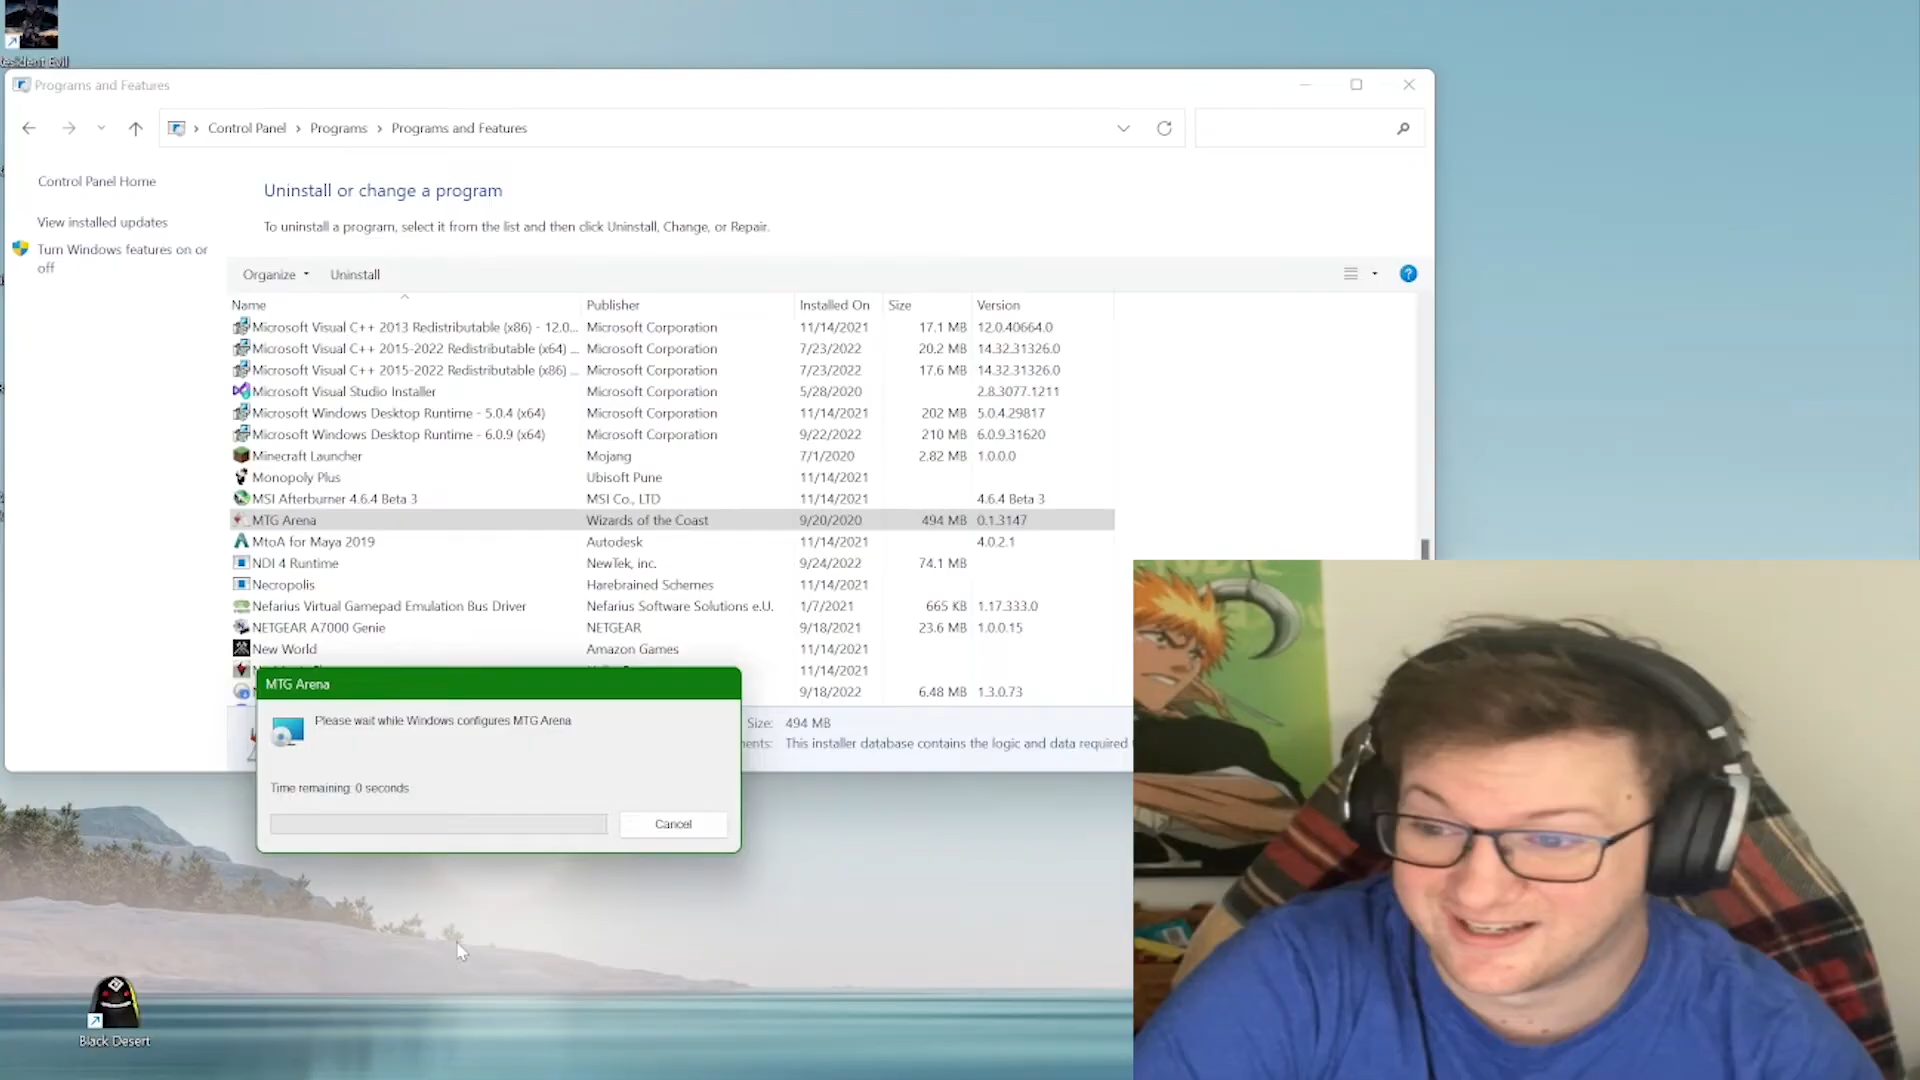 Resident Evil
Programs and Features
Control Panel > Programs > Programs and Features
Control Panel Home
View installed updates
Turn Windows features on or
off
Uninstall or change a program
To uninstall a program, select it from the list and then click Uninstall, Change, or Repair.
Organize Uninstall
Name Publisher Installed On Size Version
Microsoft Visual C++ 2013 Redistributable (x86) - 12.0... Microsoft Corporation 11/14/2021 17.1 MB 12.0.40664.0
Microsoft Visual C++ 2015-2022 Redistributable (x64) ... Microsoft Corporation 7/23/2022 20.2 MB 14.32.31326.0
Microsoft Visual C++ 2015-2022 Redistributable (x86) ... Microsoft Corporation 7/23/2022 17.6 MB 14.32.31326.0
Microsoft Visual Studio Installer Microsoft Corporation 5/28/2020 2.8.3077.1211
Microsoft Windows Desktop Runtime - 5.0.4 (x64) Microsoft Corporation 11/14/2021 202 MB 5.0.4.29817
Microsoft Windows Desktop Runtime - 6.0.9 (x64) Microsoft Corporation 9/22/2022 210 MB 6.0.9.31620
Minecraft Launcher Mojang 7/1/2020 2.82 MB 1.0.0.0
Monopoly Plus Ubisoft Pune 11/14/2021
MSI Afterburner 4.6.4 Beta 3 MSI Co., LTD 11/14/2021 4.6.4 Beta 3
MTG Arena Wizards of the Coast 9/20/2020 494 MB 0.1.3147
MtoA for Maya 2019 Autodesk 11/14/2021 4.0.2.1
NDI 4 Runtime NewTek, inc. 9/24/2022 74.1 MB
Necropolis Harebrained Schemes 11/14/2021
Nefarius Virtual Gamepad Emulation Bus Driver Nefarius Software Solutions e.U. 1/7/2021 665 KB 1.17.333.0
NETGEAR A7000 Genie NETGEAR 9/18/2021 23.6 MB 1.0.0.15
New World Amazon Games 11/14/2021
11/14/2021
9/18/2022 6.48 MB 1.3.0.73
Size: 494 MB
This installer database contains the logic and data required
MTG Arena
Please wait while Windows configures MTG Arena
Time remaining: 0 seconds
Cancel
Black Desert